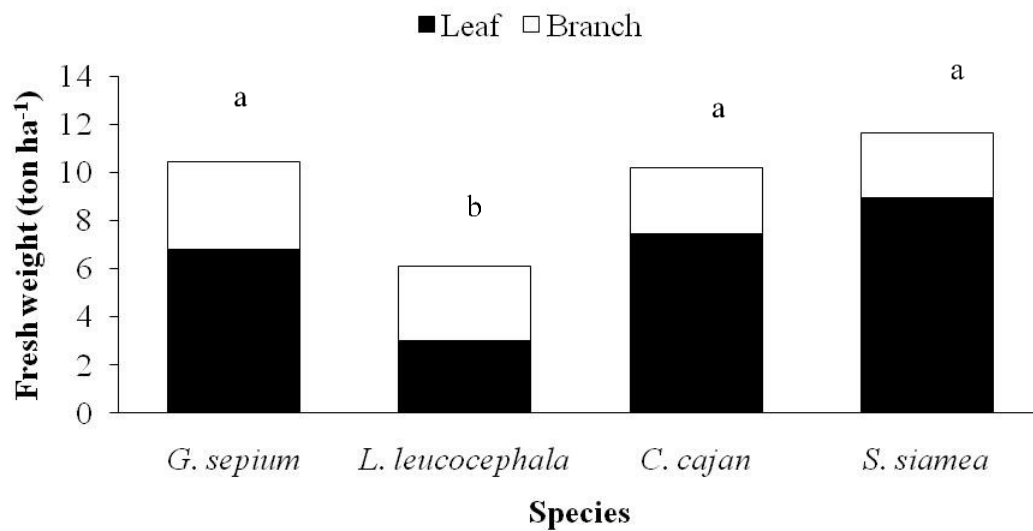 Leaf Branch
Fresh weight (ton ha⁻¹)
14
12
10
8
6
4
2
0
a
b
a
a
G. sepium L. leucocephala C. cajan S. siamea
Species